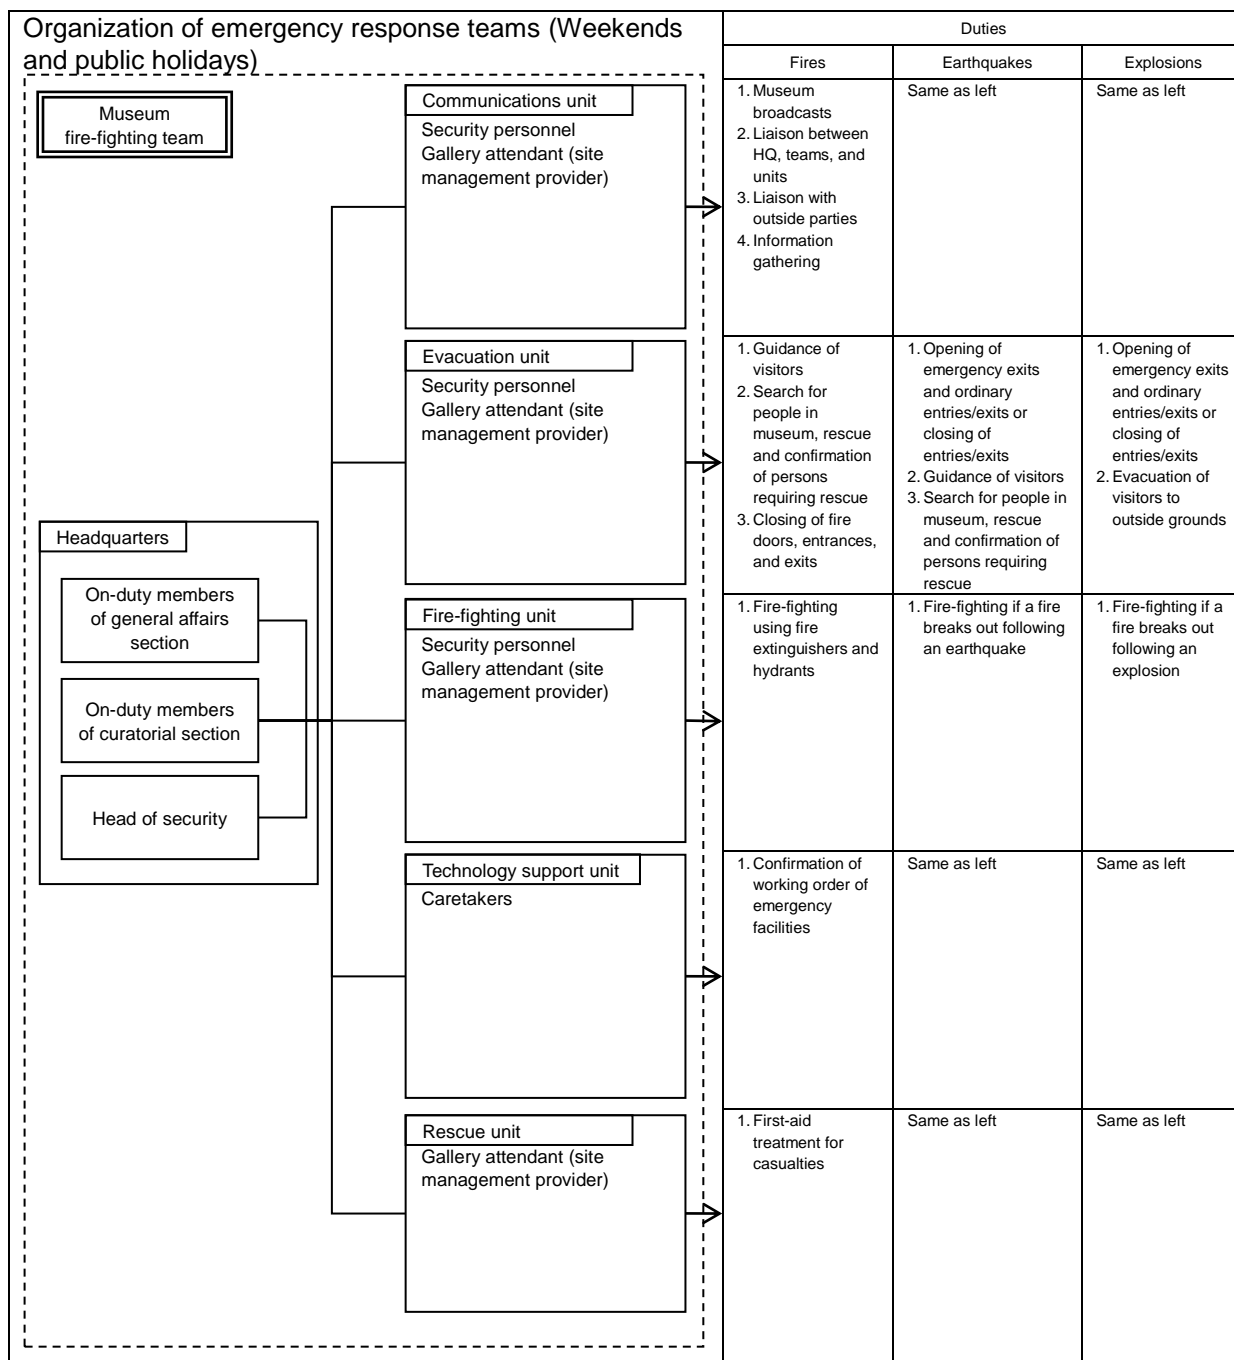 Organization of emergency response teams (Weekends
and public holidays)
Museum
fire-fighting team
Headquarters
On-duty members
of general affairs
section
On-duty members
of curatorial section
Head of security
Duties
Fires
Earthquakes
Explosions
Communications unit
Security personnel
Gallery attendant (site
management provider)
1. Museum
broadcasts
2. Liaison between
HQ, teams, and
units
3. Liaison with
outside parties
4. Information
gathering
Same as left
Same as left
Evacuation unit
Security personnel
Gallery attendant (site
management provider)
1. Guidance of
visitors
2. Search for
people in
museum, rescue
and confirmation
of persons
requiring rescue
3. Closing of fire
doors, entrances,
and exits
1. Opening of
emergency exits
and ordinary
entries/exits or
closing of
entries/exits
2. Guidance of visitors
3. Search for people in
museum, rescue
and confirmation of
persons requiring
rescue
1. Opening of
emergency exits
and ordinary
entries/exits or
closing of
entries/exits
2. Evacuation of
visitors to
outside grounds
Fire-fighting unit
Security personnel
Gallery attendant (site
management provider)
1. Fire-fighting
using fire
extinguishers and
hydrants
1. Fire-fighting if a fire
breaks out following
an earthquake
1. Fire-fighting if a
fire breaks out
following an
explosion
Technology support unit
Caretakers
1. Confirmation of
working order of
emergency
facilities
Same as left
Same as left
Rescue unit
Gallery attendant (site
management provider)
1. First-aid
treatment for
casualties
Same as left
Same as left